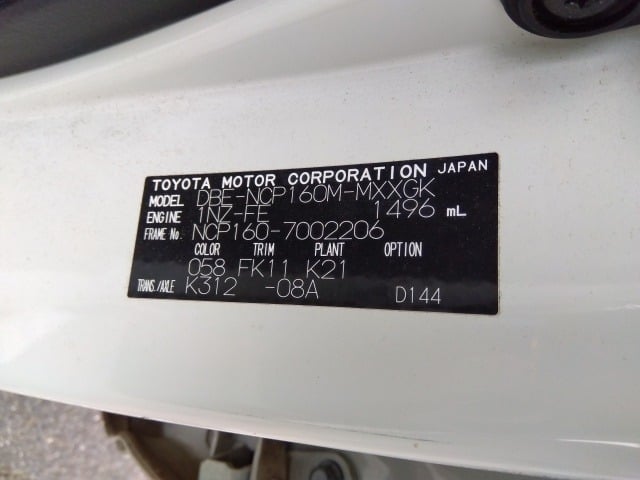 TOYOTA MOTOR CORPORATION JAPAN
MODEL DBE-NCP160M-MXXGK
ENGINE 1NZ-FE 1496 mL
FRAME No. NCP160-7002206
COLOR TRIM PLANT OPTION
058 FK11 K21
TRANS./AXLE K312 -08A D144